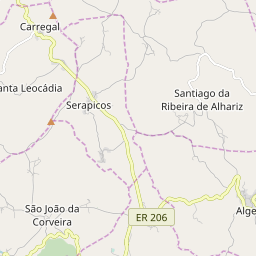 Carregal
anta Leocádia
Serapicos
Santiago da
Ribeira de Alhariz
São João da
Corveira
ER 206
Alge